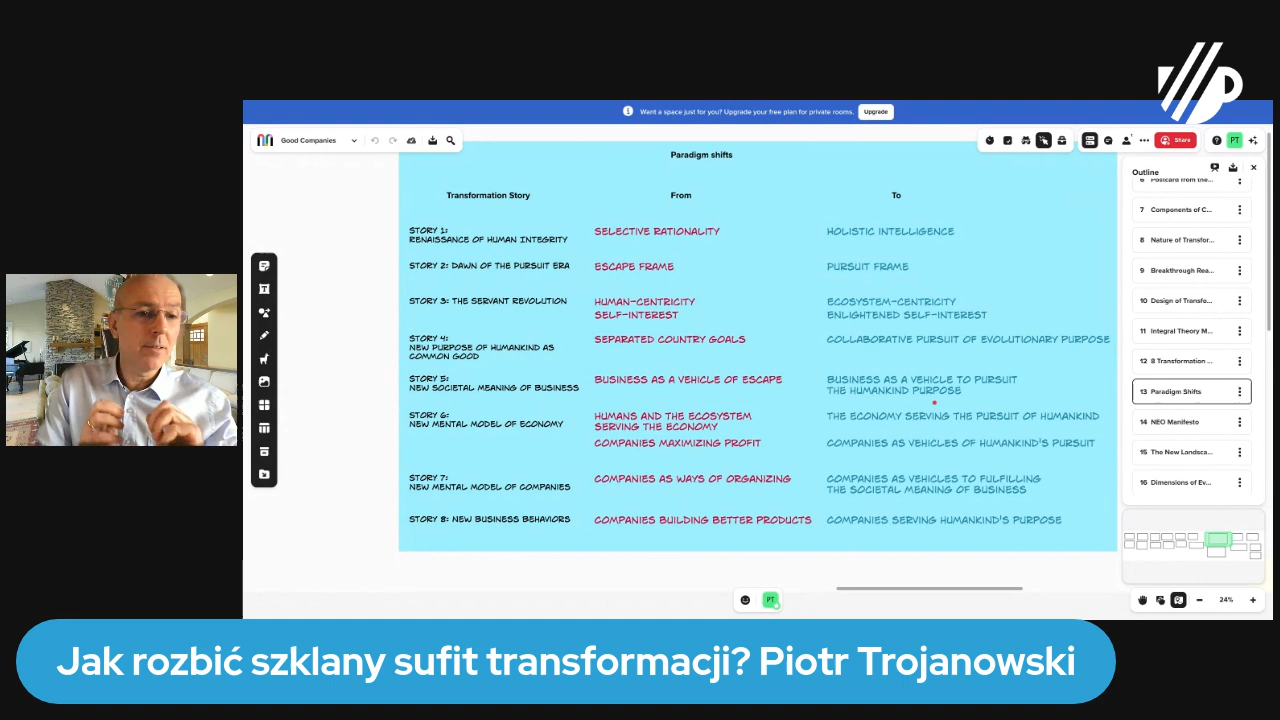 Want a space just for you? Upgrade your free plan for private rooms.
Upgrade
Good Companies
Share
PT
Paradigm shifts
Transformation Story
From
To
STORY 1:
RENAISSANCE OF HUMAN INTEGRITY
SELECTIVE RATIONALITY
HOLISTIC INTELLIGENCE
STORY 2: DAWN OF THE PURSUIT ERA
ESCAPE FRAME
PURSUIT FRAME
STORY 3: THE SERVANT REVOLUTION
HUMAN-CENTRICITY
SELF-INTEREST
ECOSYSTEM-CENTRICITY
ENLIGHTENED SELF-INTEREST
STORY 4:
NEW PURPOSE OF HUMANKIND AS
COMMON GOOD
SEPARATED COUNTRY GOALS
COLLABORATIVE PURSUIT OF EVOLUTIONARY PURPOSE
STORY 5:
NEW SOCIETAL MEANING OF BUSINESS
BUSINESS AS A VEHICLE OF ESCAPE
BUSINESS AS A VEHICLE TO PURSUIT
THE HUMANKIND PURPOSE
STORY 6:
NEW MENTAL MODEL OF ECONOMY
HUMANS AND THE ECOSYSTEM
SERVING THE ECONOMY
THE ECONOMY SERVING THE PURSUIT OF HUMANKIND
COMPANIES MAXIMIZING PROFIT
COMPANIES AS VEHICLES OF HUMANKIND'S PURSUIT
STORY 7:
NEW MENTAL MODEL OF COMPANIES
COMPANIES AS WAYS OF ORGANIZING
COMPANIES AS VEHICLES TO FULFILLING
THE SOCIETAL MEANING OF BUSINESS
STORY 8: NEW BUSINESS BEHAVIORS
COMPANIES BUILDING BETTER PRODUCTS
COMPANIES SERVING HUMANKIND'S PURPOSE
Outline
6 Postcard from the...
7 Components of C...
8 Nature of Transfor...
9 Breakthrough Rea...
10 Design of Transfo...
11 Integral Theory M...
12 8 Transformation ...
13 Paradigm Shifts
14 NEO Manifesto
15 The New Landsca...
16 Dimensions of Ev...
PT
24%
Jak rozbić szklany sufit transformacji? Piotr Trojanowski